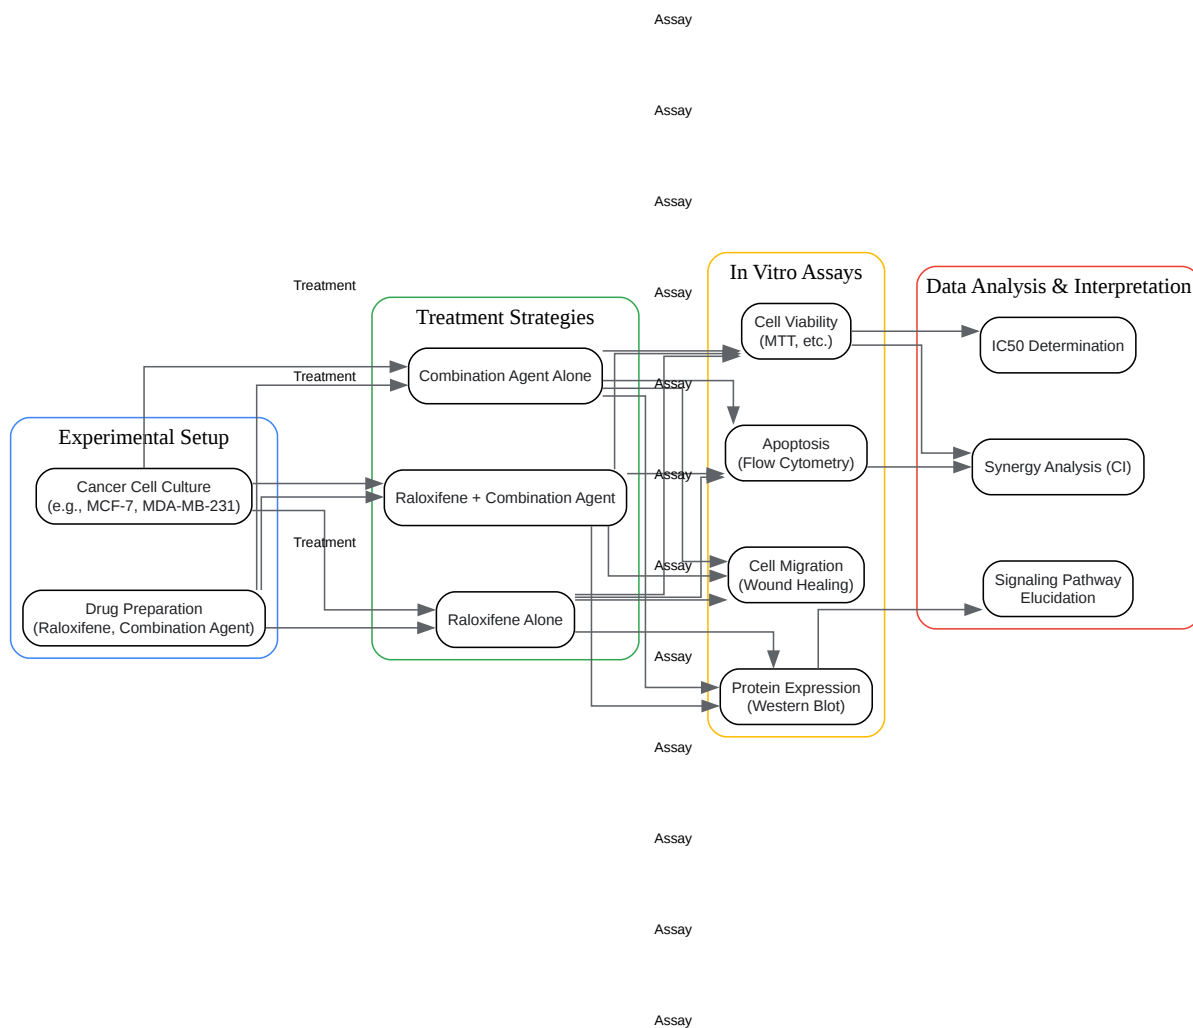 Assay
Assay
Assay
Assay
Assay
Assay
Assay
Assay
Assay
Assay
Assay
Assay
Treatment
Treatment
Treatment
Experimental Setup
Cancer Cell Culture
(e.g., MCF-7, MDA-MB-231)
Drug Preparation
(Raloxifene, Combination Agent)
Treatment Strategies
Combination Agent Alone
Raloxifene + Combination Agent
Raloxifene Alone
In Vitro Assays
Cell Viability
(MTT, etc.)
Apoptosis
(Flow Cytometry)
Cell Migration
(Wound Healing)
Protein Expression
(Western Blot)
Data Analysis & Interpretation
IC50 Determination
Synergy Analysis (CI)
Signaling Pathway
Elucidation